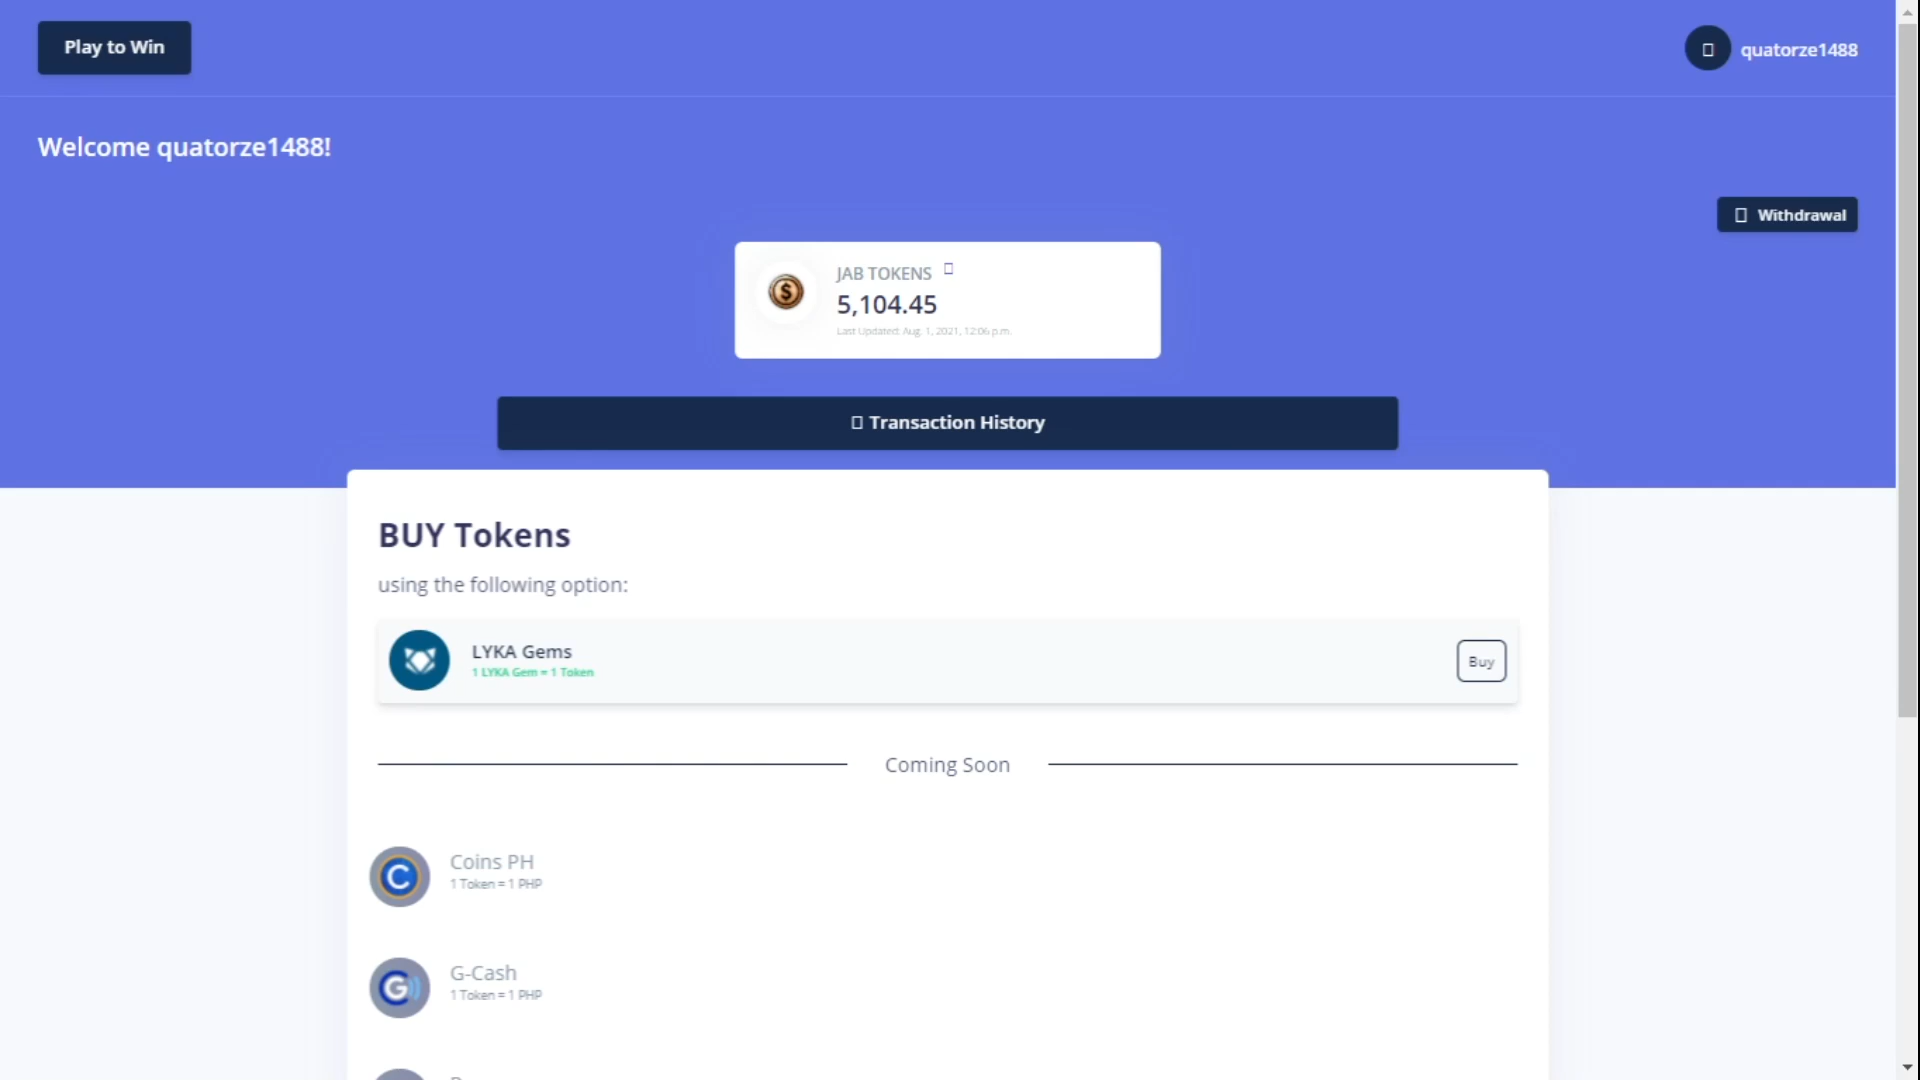 Play to Win
quatorze1488
Welcome quatorze1488!
Withdrawal
JAB TOKENS
5,104.45
Last Updated: Aug. 1, 2021, 12:06 p.m.
Transaction History
BUY Tokens
using the following option:
LYKA Gems
1 LYKA Gem = 1 Token
Buy
Coming Soon
Coins PH
1 Token = 1 PHP
G-Cash
1 Token = 1 PHP